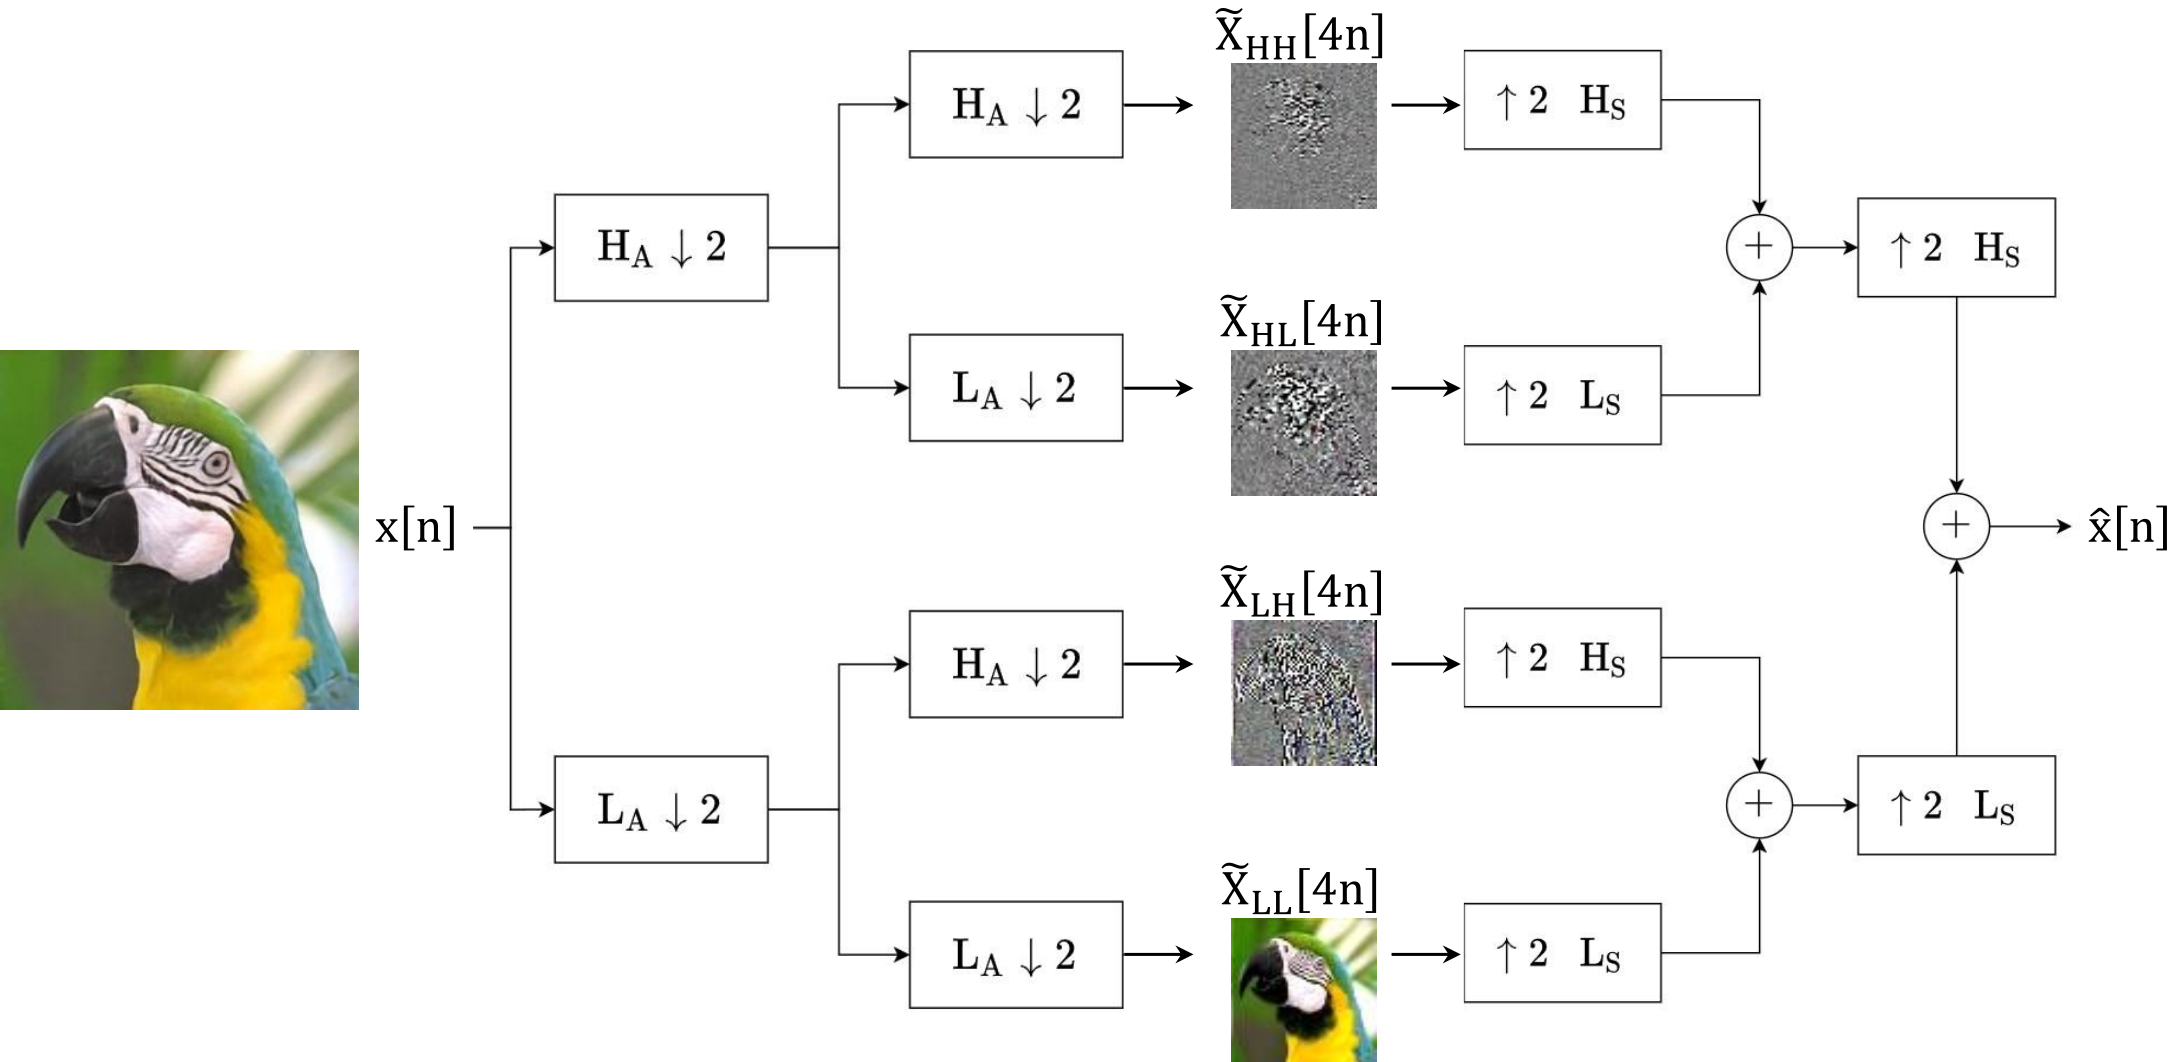 X̃HH[4n]
HA ↓ 2
↑ 2 HS
HA ↓ 2
+
↑ 2 HS
X̃HL[4n]
LA ↓ 2
↑ 2 LS
x[n]
+
x̂[n]
X̃LH[4n]
HA ↓ 2
↑ 2 HS
LA ↓ 2
+
↑ 2 LS
X̃LL[4n]
LA ↓ 2
↑ 2 LS